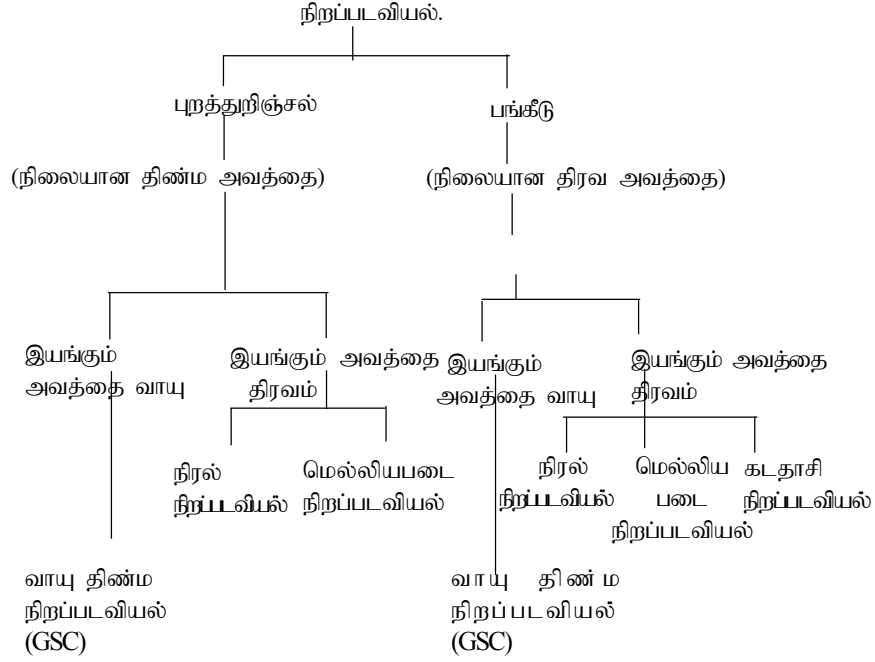 நிறப்படவியல்.
புறத்துறிஞ்சல்
பங்கீடு
(நிலையான திண்ம அவத்தை)
(நிலையான திரவ அவத்தை)
இயங்கும்
அவத்தை வாயு
இயங்கும் அவத்தை
திரவம்
இயங்கும்
அவத்தை வாயு
இயங்கும் அவத்தை
திரவம்
நிரல்
நிறப்படவியல்
மெல்லியபடை
நிறப்படவியல்
நிரல்
நிறப்படவியல்
மெல்லிய
படை
நிறப்படவியல்
கடதாசி
நிறப்படவியல்
வாயு திண்ம
நிறப்படவியல்
(GSC)
வாயு திண்ம
நிறப்படவியல்
(GSC)